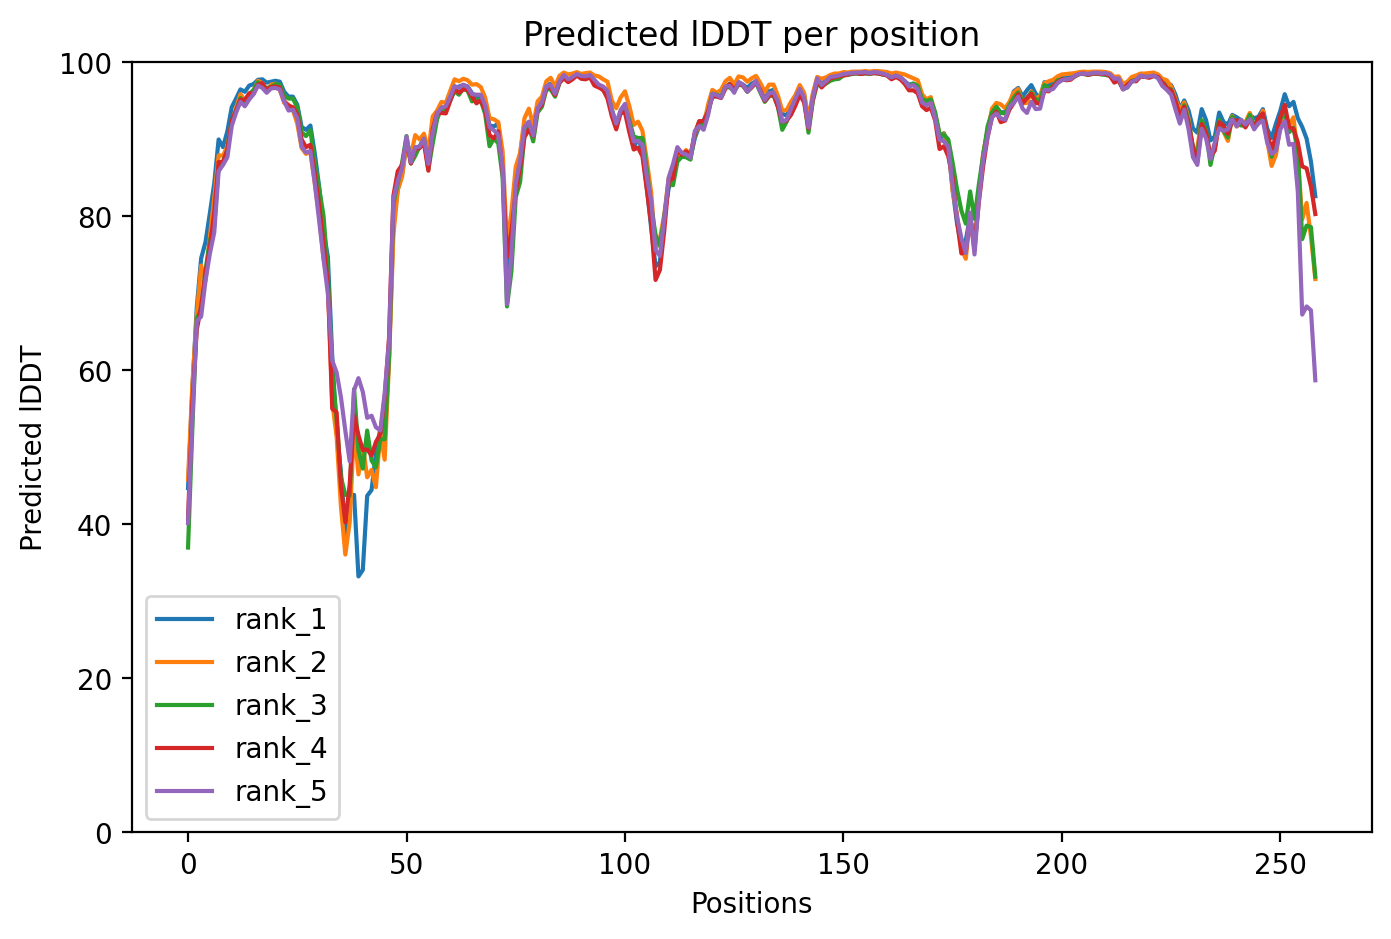 Predicted lDDT per position
100
80
60
40
20
0
Predicted lDDT
rank_1
rank_2
rank_3
rank_4
rank_5
0 50 100 150 200 250
Positions